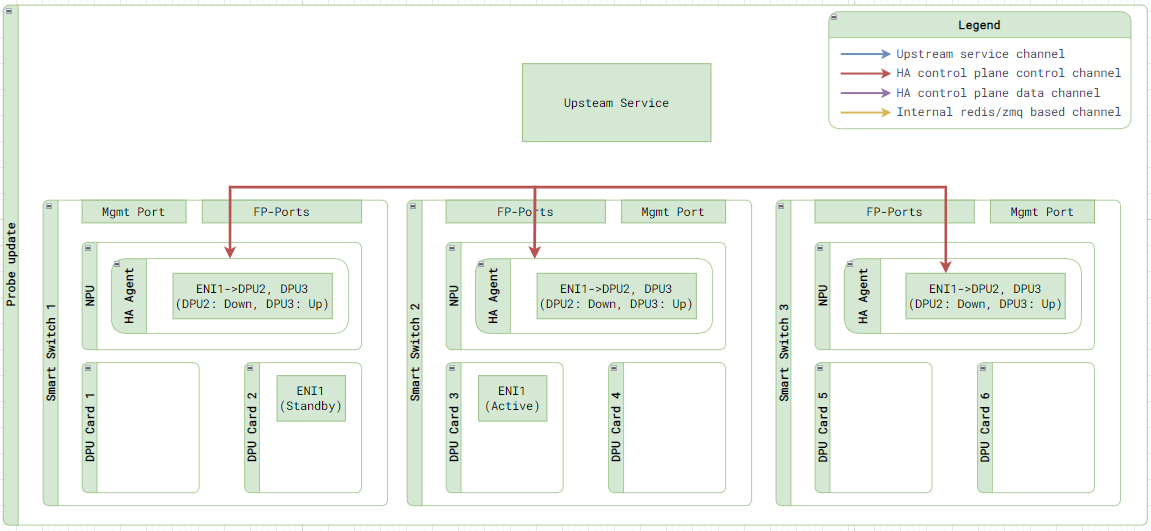 Legend
Upstream service channel
HA control plane control channel
HA control plane data channel
Internal redis/zmq based channel
Upsteam Service
Probe update
Smart Switch 1
Mgmt Port
FP-Ports
NPU
HA Agent
ENI1->DPU2, DPU3
(DPU2: Down, DPU3: Up)
DPU Card 1
DPU Card 2
ENI1
(Standby)
Smart Switch 2
FP-Ports
Mgmt Port
NPU
HA Agent
ENI1->DPU2, DPU3
(DPU2: Down, DPU3: Up)
DPU Card 3
ENI1
(Active)
DPU Card 4
Smart Switch 3
FP-Ports
Mgmt Port
NPU
HA Agent
ENI1->DPU2, DPU3
(DPU2: Down, DPU3: Up)
DPU Card 5
DPU Card 6